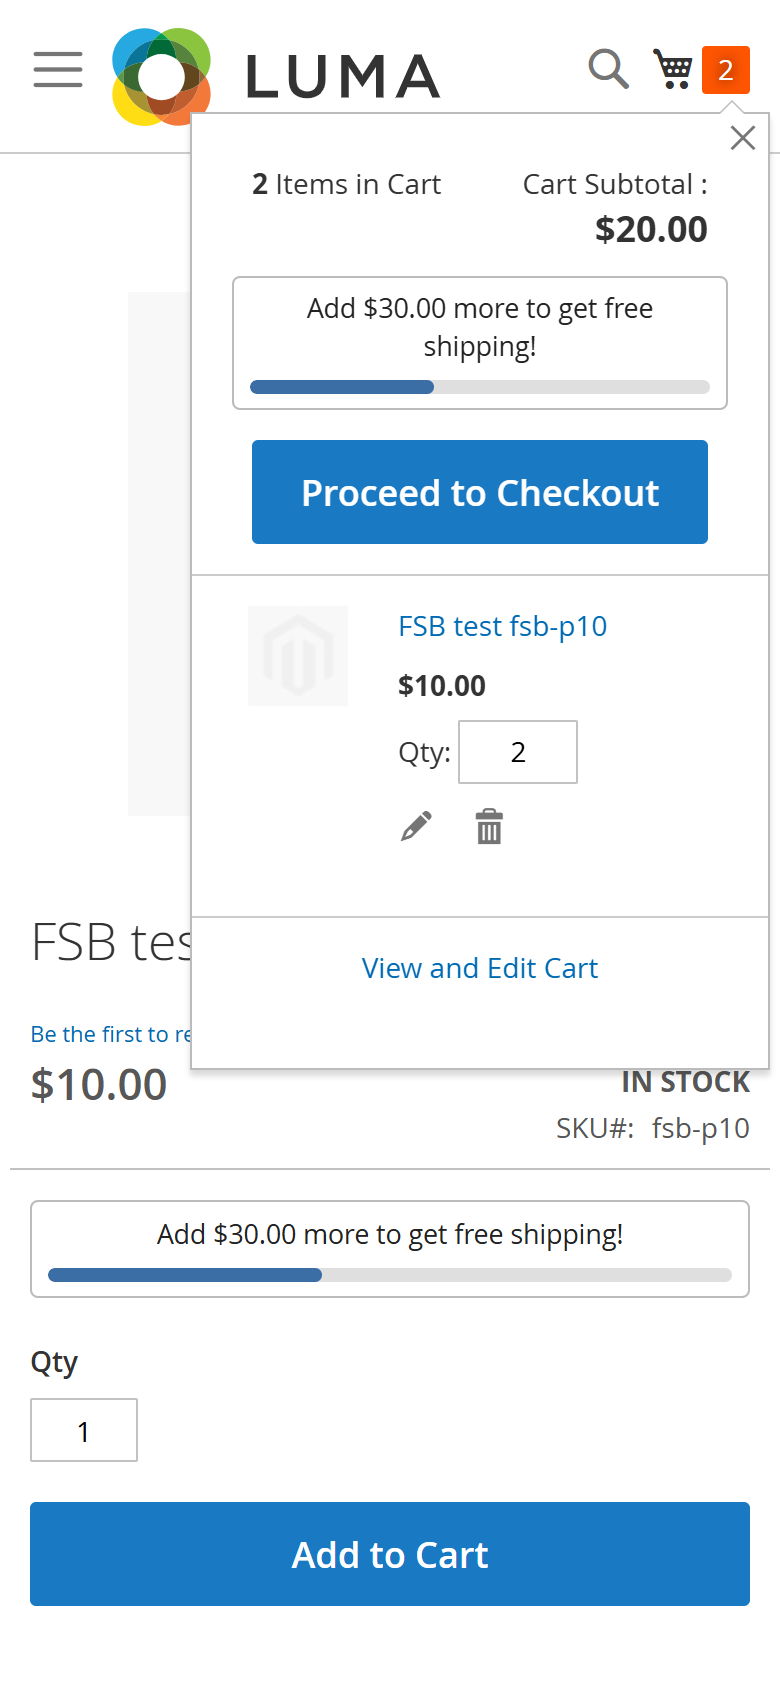 LUMA
2
2 Items in Cart
Cart Subtotal :
$20.00
Add $30.00 more to get free
shipping!
Proceed to Checkout
FSB test fsb-p10
$10.00
Qty: 2
View and Edit Cart
FSB tes
Be the first to re
$10.00
IN STOCK
SKU#: fsb-p10
Add $30.00 more to get free shipping!
Qty
1
Add to Cart